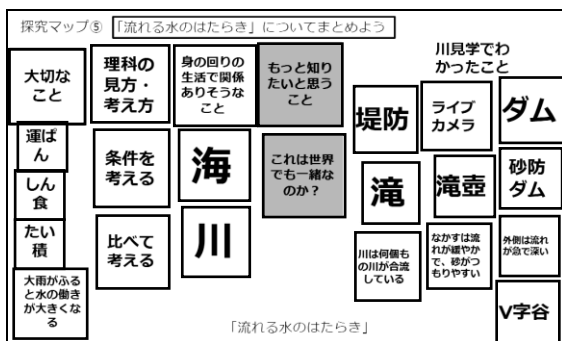 探究マップ⑤ 「流れる水のはたらき」についてまとめよう
大切な
こと
運ぱ
ん
しん
食
たい
積
大雨がふる
と水の働き
が大きくな
る
理科の
見方・
考え方
条件を
考える
比べて
考える
身の回りの
生活で関係
ありそうな
こと
海
川
もっと知り
たいと思う
こと
これは世界
でも一緒な
のか？
川見学でわ
かったこと
堤防
滝
川は何個も
の川が合流
している
ライブ
カメラ
滝壺
なかすは流
れが緩やか
で、砂がつ
もりやすい
ダム
砂防
ダム
外側は流れ
が急で深い
V字谷
「流れる水のはたらき」